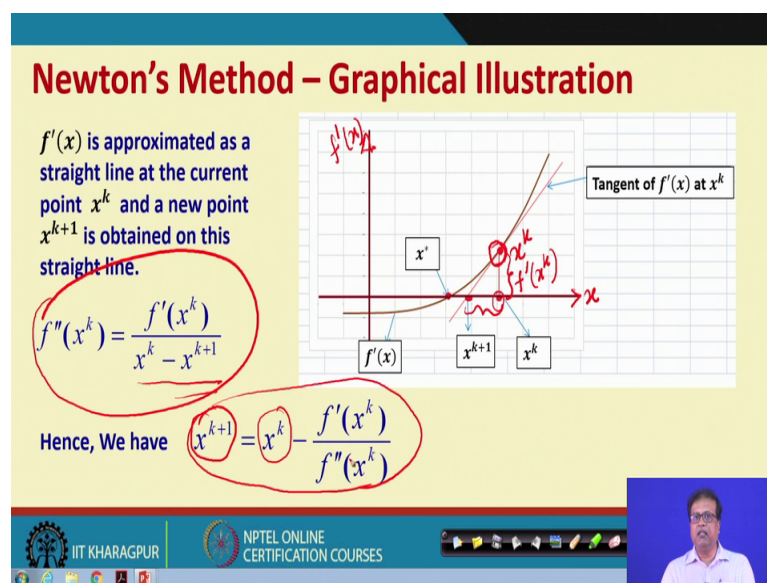 Newton's Method – Graphical Illustration
f'(x) is approximated as a
straight line at the current
point x^k and a new point
x^{k+1} is obtained on this
straight line.
f''(x^k) = f'(x^k) / (x^k − x^{k+1})
Hence, We have x^{k+1} = x^k − f'(x^k) / f''(x^k)
f'(x)
Tangent of f'(x) at x^k
x^k
x*
f'(x^k)
x
f'(x)
x^{k+1}
x^k
IIT KHARAGPUR
NPTEL ONLINE
CERTIFICATION COURSES